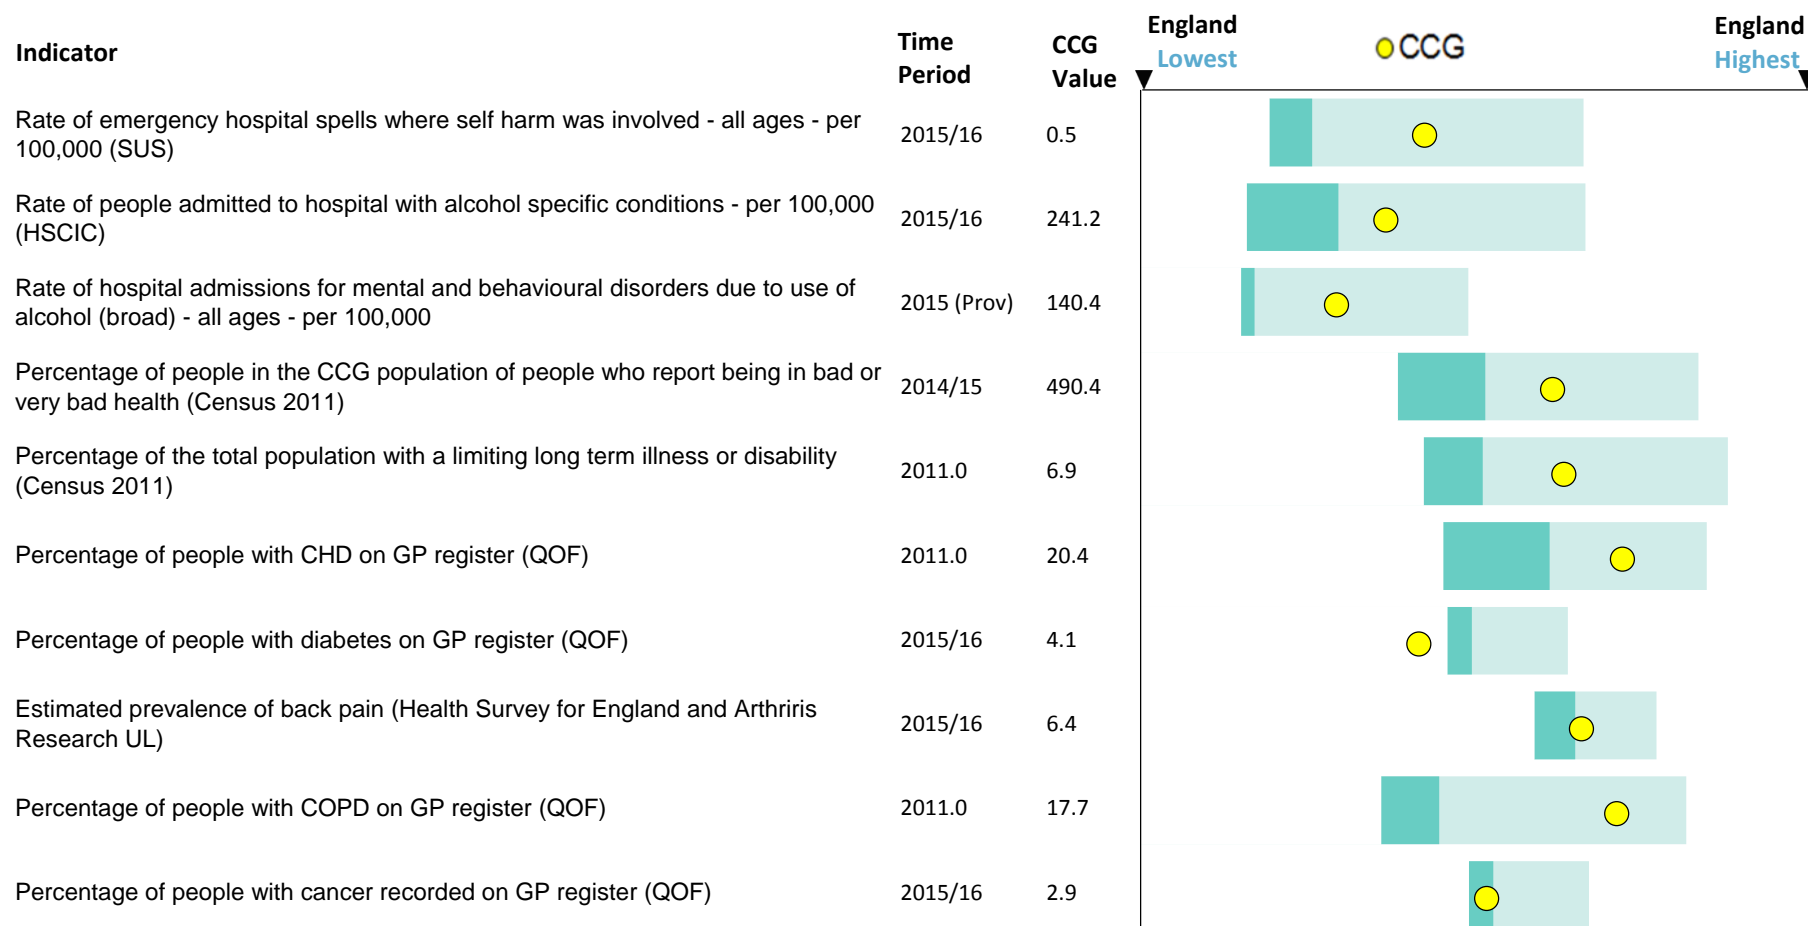 Indicator
Time Period
CCG Value
England Lowest
CCG
England Highest
Rate of emergency hospital spells where self harm was involved - all ages - per
100,000 (SUS)
2015/16
0.5
Rate of people admitted to hospital with alcohol specific conditions - per 100,000
(HSCIC)
2015/16
241.2
Rate of hospital admissions for mental and behavioural disorders due to use of
alcohol (broad) - all ages - per 100,000
2015 (Prov)
140.4
Percentage of people in the CCG population of people who report being in bad or
very bad health (Census 2011)
2014/15
490.4
Percentage of the total population with a limiting long term illness or disability
(Census 2011)
2011.0
6.9
Percentage of people with CHD on GP register (QOF)
2011.0
20.4
Percentage of people with diabetes on GP register (QOF)
2015/16
4.1
Estimated prevalence of back pain (Health Survey for England and Arthriris
Research UL)
2015/16
6.4
Percentage of people with COPD on GP register (QOF)
2011.0
17.7
Percentage of people with cancer recorded on GP register (QOF)
2015/16
2.9